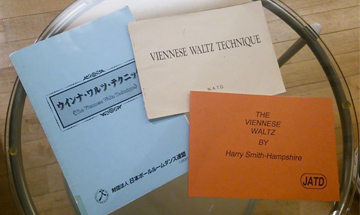 ウインナ・ワルツ・テクニック
(The Viennese Waltz Technique)
財団法人 日本ボールルームダンス連盟
VIENNESE WALTZ TECHNIQUE
W.A.T.D.
THE
VIENNESE
WALTZ
BY
Harry Smith-Hampshire
JATD